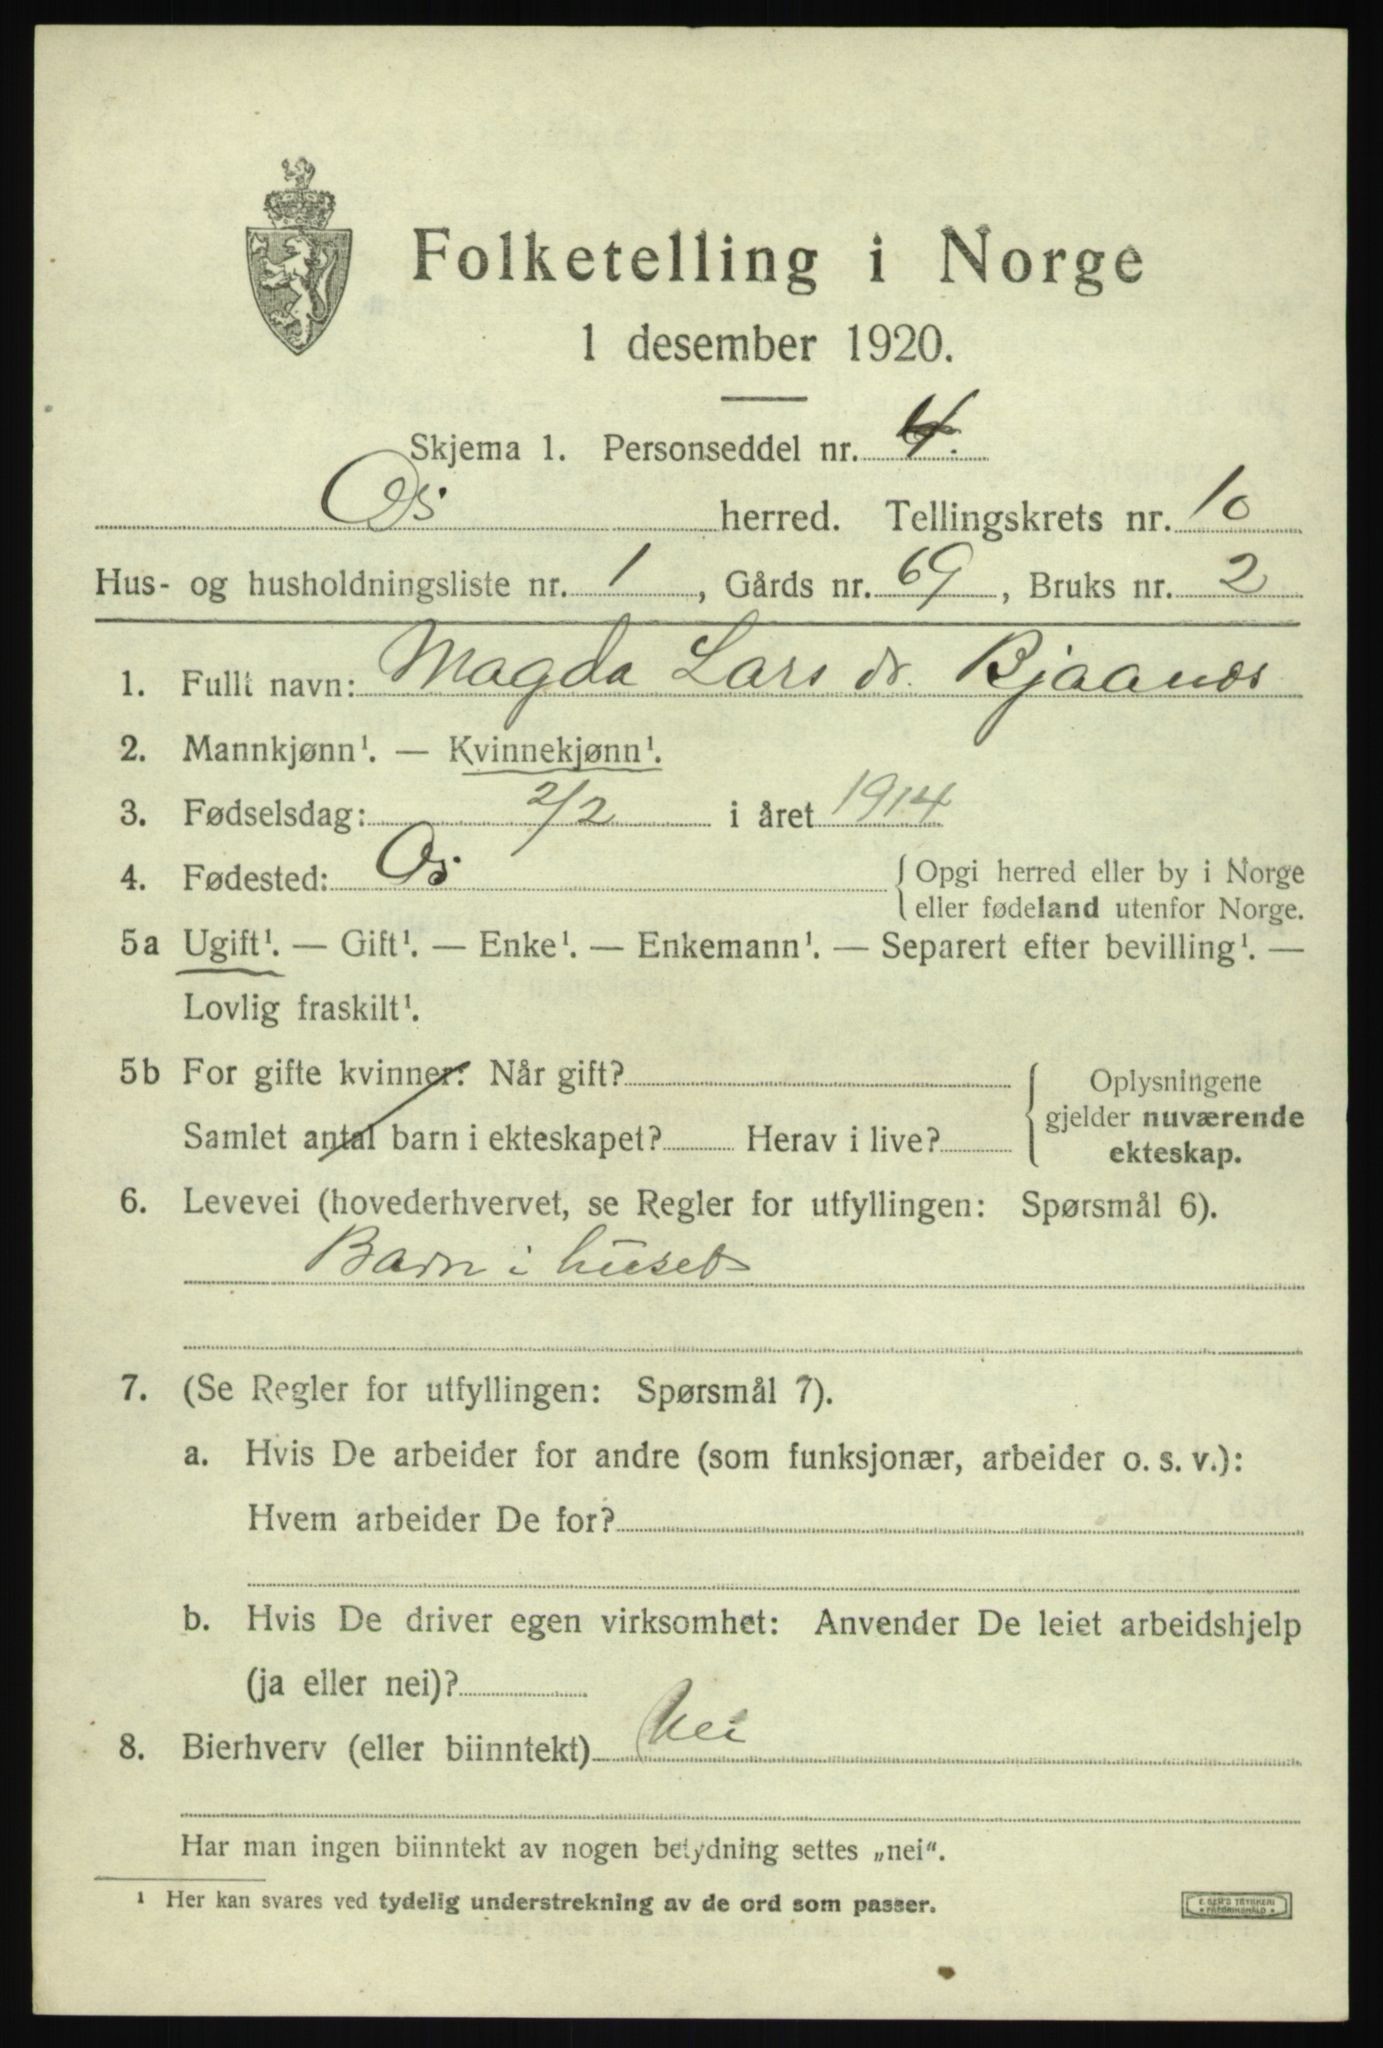 Folketelling i Norge
1 desember 1920.
Skjema 1. Personseddel nr. 4.
Os herred. Tellingskrets nr. 10
Hus- og husholdningsliste nr. 1, Gårds nr. 69, Bruks nr. 2
1. Fullt navn: Magda Lars dr. Bjaanæs
2. Mannkjønn¹. — Kvinnekjønn¹.
3. Fødselsdag: 2/2 i året 1914
4. Fødested: Os { Opgi herred eller by i Norge
eller fødeland utenfor Norge.
5a Ugift¹. — Gift¹. — Enke¹. — Enkemann¹. — Separert efter bevilling¹. —
Lovlig fraskilt¹.
5b For gifte kvinner: Når gift? { Oplysningene
gjelder nuværende
Samlet antal barn i ekteskapet? Herav i live? ekteskap.
6. Levevei (hovederhvervet, se Regler for utfyllingen: Spørsmål 6).
Barn i huset
7. (Se Regler for utfyllingen: Spørsmål 7).
a. Hvis De arbeider for andre (som funksjonær, arbeider o. s. v.):
Hvem arbeider De for?
b. Hvis De driver egen virksomhet: Anvender De leiet arbeidshjelp
(ja eller nei)?
8. Bierhverv (eller biinntekt) Nei
Har man ingen biinntekt av nogen betydning settes „nei“.
¹ Her kan svares ved tydelig understrekning av de ord som passer.
E. SEM'S TRYKKERI
FREDRIKSHALD